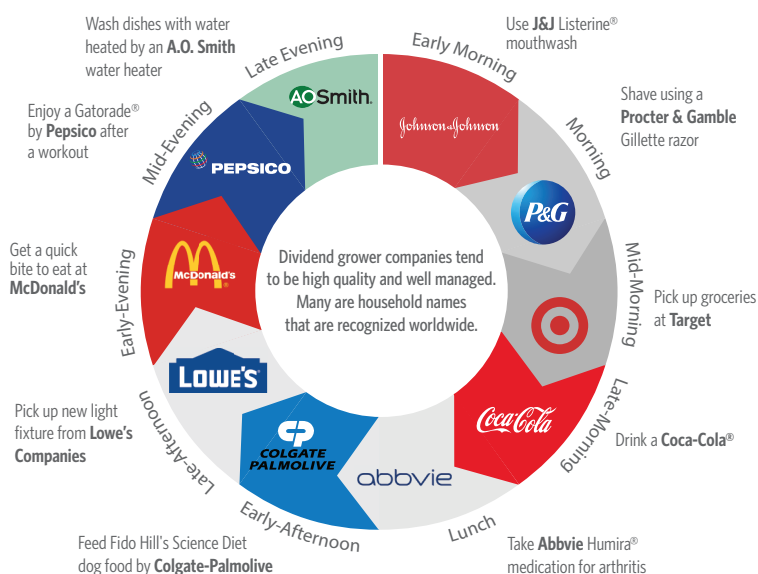 Early Morning
Use J&J Listerine®
mouthwash
Johnson & Johnson
Morning
Shave using a
Procter & Gamble
Gillette razor
P&G
Mid-Morning
Pick up groceries
at Target
Late-Morning
Drink a Coca-Cola®
Coca-Cola
Lunch
Take Abbvie Humira®
medication for arthritis
abbvie
Early-Afternoon
Feed Fido Hill's Science Diet
dog food by Colgate-Palmolive
CP
COLGATE
PALMOLIVE
Late-Afternoon
Pick up new light
fixture from Lowe's
Companies
LOWE'S
Early-Evening
Get a quick
bite to eat at
McDonald's
McDonald's®
Mid-Evening
Enjoy a Gatorade®
by Pepsico after
a workout
PEPSICO
Late Evening
Wash dishes with water
heated by an A.O. Smith
water heater
AOSmith.
Dividend grower companies tend
to be high quality and well managed.
Many are household names
that are recognized worldwide.